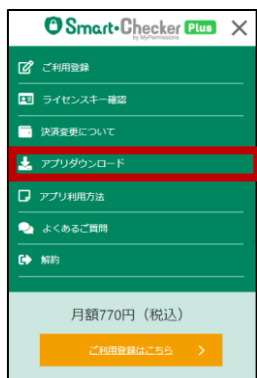 Smart・Checker Plus
by MyPermissions
ご利用登録
ライセンスキー確認
決済変更について
アプリダウンロード
アプリ利用方法
よくあるご質問
解約
月額770円（税込）
ご利用登録はこちら